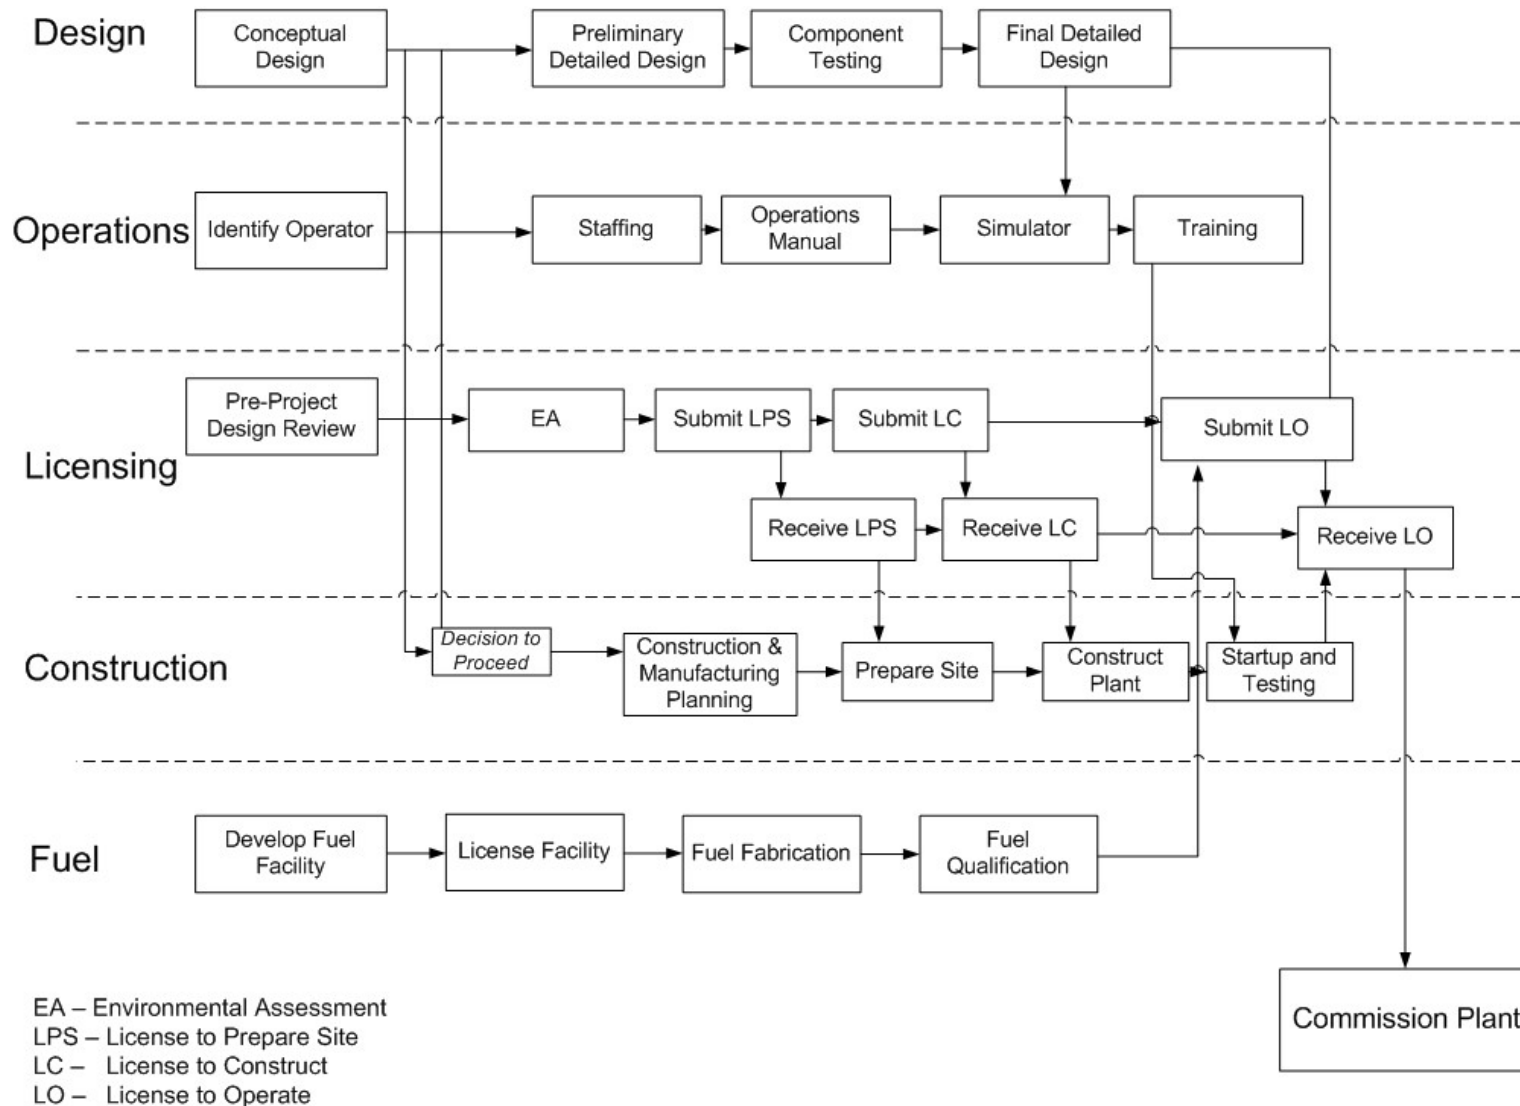 Design
Conceptual
Design
Preliminary
Detailed Design
Component
Testing
Final Detailed
Design
Operations
Identify Operator
Staffing
Operations
Manual
Simulator
Training
Licensing
Pre-Project
Design Review
EA
Submit LPS
Submit LC
Submit LO
Receive LPS
Receive LC
Receive LO
Construction
Decision to
Proceed
Construction &
Manufacturing
Planning
Prepare Site
Construct
Plant
Startup and
Testing
Fuel
Develop Fuel
Facility
License Facility
Fuel Fabrication
Fuel
Qualification
Commission Plant
EA – Environmental Assessment
LPS – License to Prepare Site
LC –   License to Construct
LO –   License to Operate